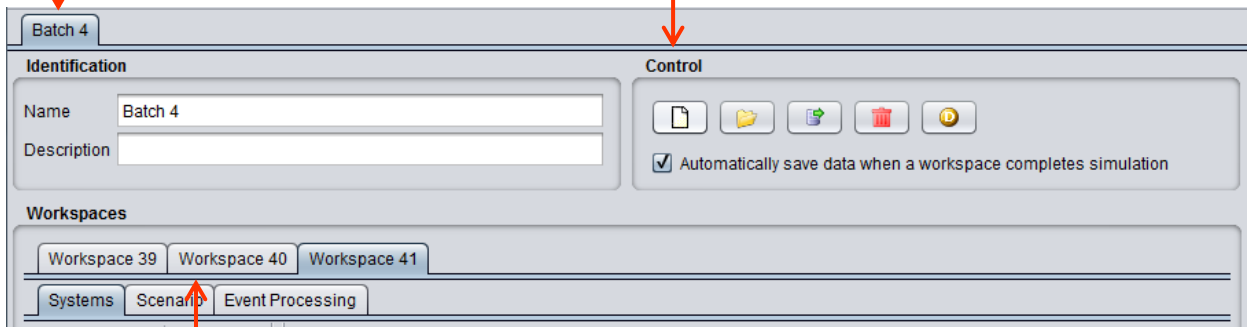 Batch 4
Identification
Control
Name
Batch 4
Description
D
Automatically save data when a workspace completes simulation
Workspaces
Workspace 39
Workspace 40
Workspace 41
Systems
Scenario
Event Processing